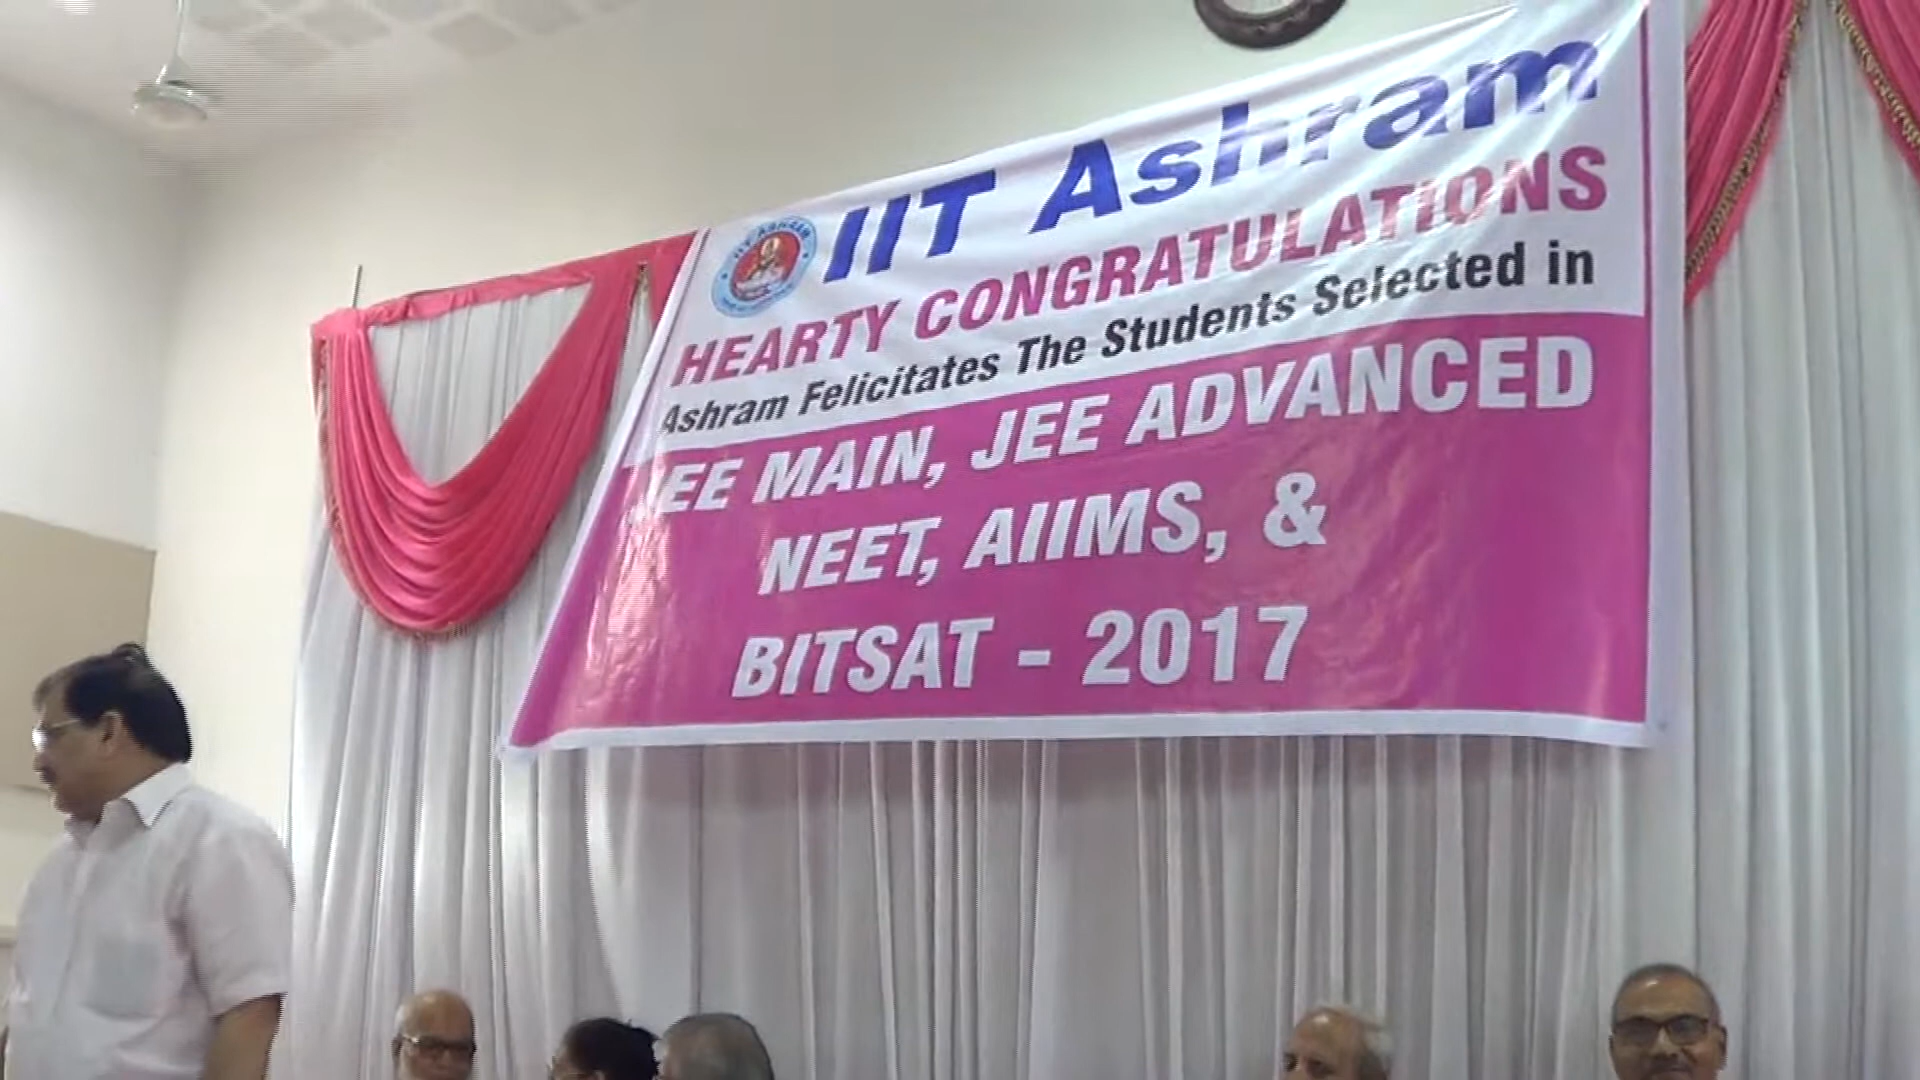 IIT Ashram
HEARTY CONGRATULATIONS
Ashram Felicitates The Students Selected in
EE MAIN, JEE ADVANCED
NEET, AIIMS, &
BITSAT - 2017